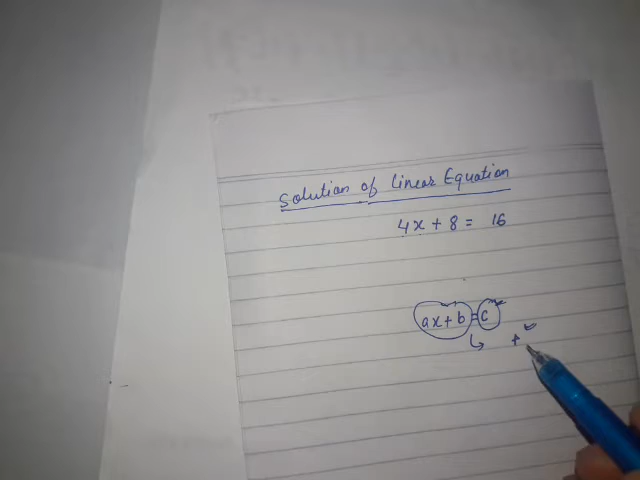 Solution of Linear Equation
4x + 8 = 16
ax + b = c
+